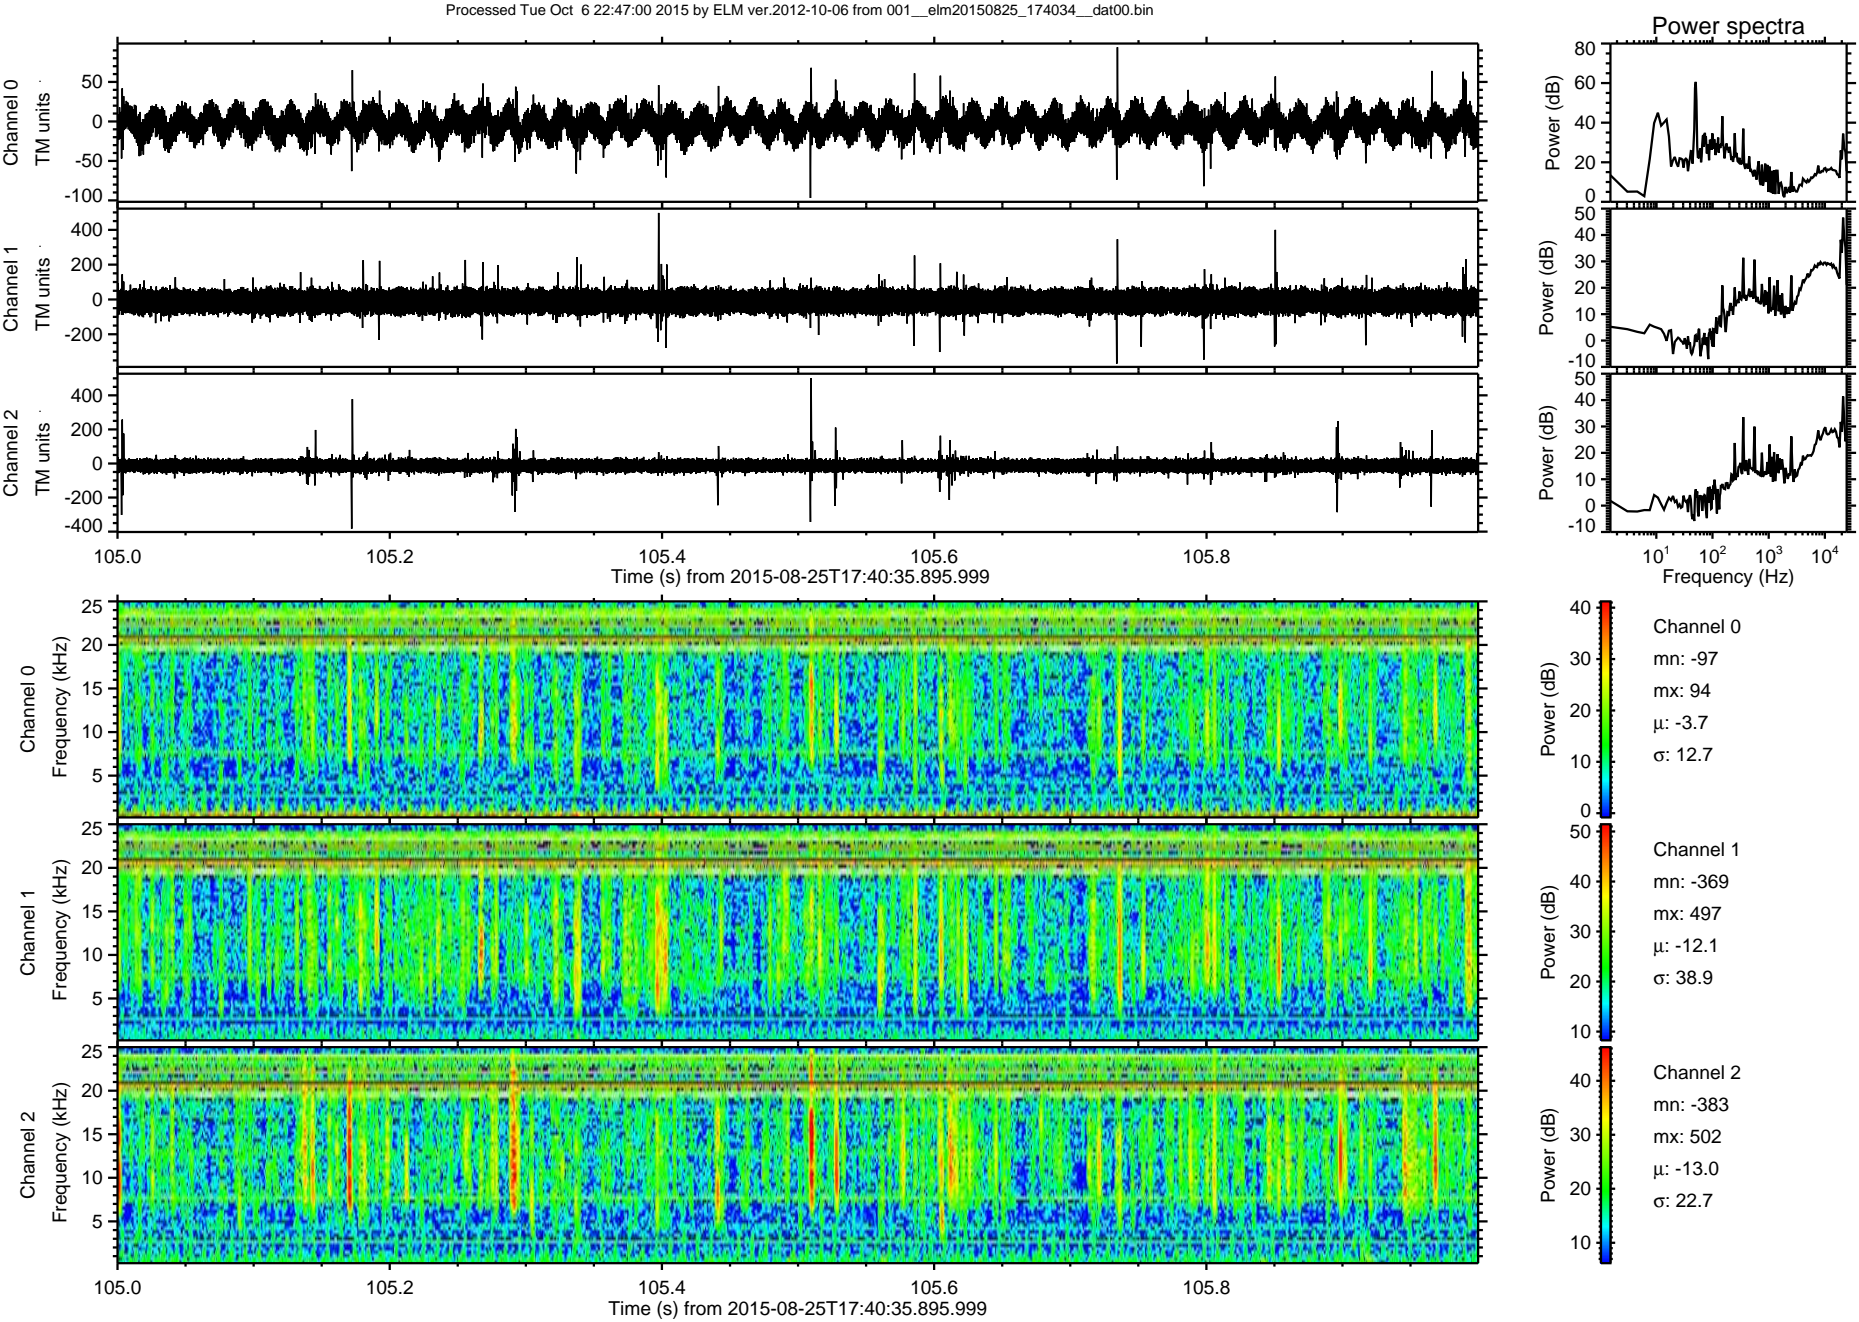 Processed Tue Oct 6 22:47:00 2015 by ELM ver.2012-10-06 from 001__elm20150825_174034__dat00.bin
Power spectra
Channel 0
TM units
50
0
-50
-100
Power (dB)
80
60
40
20
0
Channel 1
TM units
400
200
0
-200
Power (dB)
50
40
30
20
10
0
-10
Channel 2
TM units
400
200
0
-200
-400
Power (dB)
50
40
30
20
10
0
-10
105.0 105.2 105.4 105.6 105.8
Time (s) from 2015-08-25T17:40:35.895.999
10^1 10^2 10^3 10^4
Frequency (Hz)
Channel 0
Frequency (kHz)
25
20
15
10
5
Power (dB)
40
30
20
10
0
Channel 0
mn: -97
mx: 94
μ: -3.7
σ: 12.7
Channel 1
Frequency (kHz)
25
20
15
10
5
Power (dB)
50
40
30
20
10
Channel 1
mn: -369
mx: 497
μ: -12.1
σ: 38.9
Channel 2
Frequency (kHz)
25
20
15
10
5
Power (dB)
40
30
20
10
Channel 2
mn: -383
mx: 502
μ: -13.0
σ: 22.7
105.0 105.2 105.4 105.6 105.8
Time (s) from 2015-08-25T17:40:35.895.999